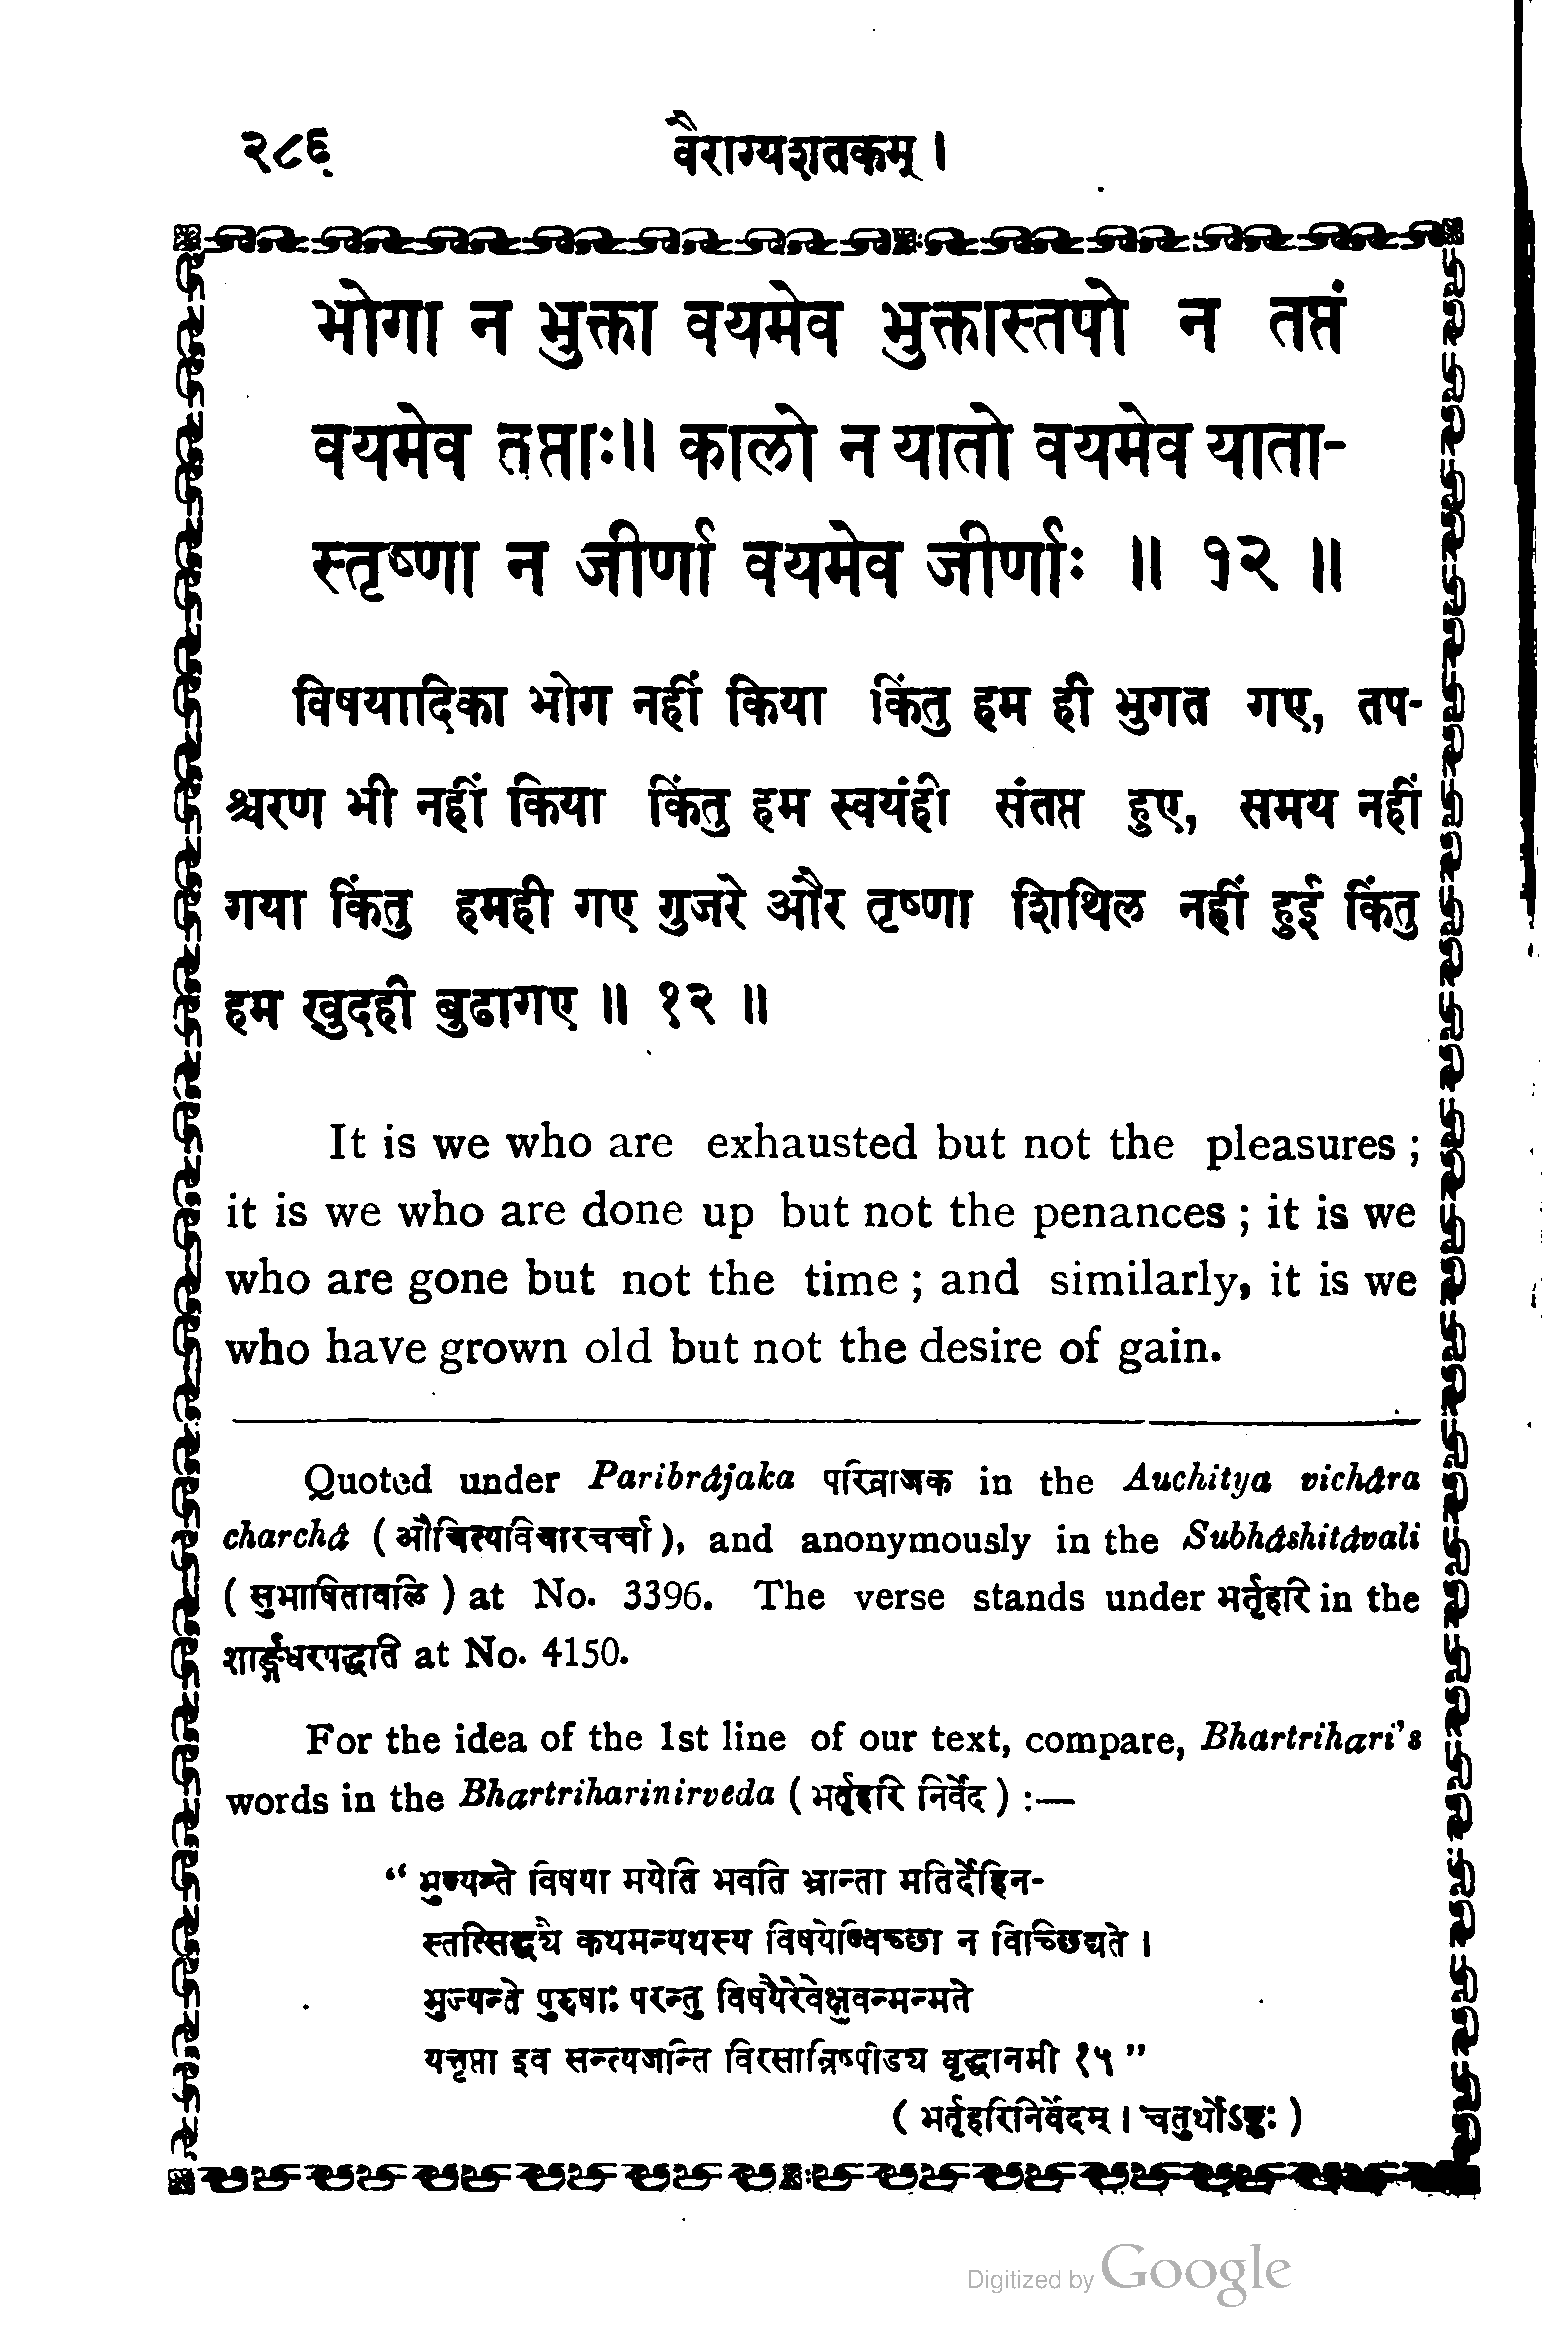 २८६ वैराग्यशतकम् ।
भोगा न भुक्ता वयमेव भुक्तास्तपो न तप्तं
वयमेव तप्ताः॥ कालो न यातो वयमेव याता-
स्तृष्णा न जीर्णा वयमेव जीर्णाः ॥ १२ ॥
विषयादिका भोग नहीं किया किंतु हम ही भुगत गए, तप-
श्चरण भी नहीं किया किंतु हम स्वयंही संतप्त हुए, समय नहीं
गया किंतु हमही गए गुजरे और तृष्णा शिथिल नहीं हुई किंतु
हम खुदही बुढागए ॥ १२ ॥
It is we who are exhausted but not the pleasures ;
it is we who are done up but not the penances ; it is we
who are gone but not the time ; and similarly, it is we
who have grown old but not the desire of gain.
Quoted under Paribrâjaka परिव्राजक in the Auchitya vichâra
charchâ ( औचित्यविचारचर्चा ), and anonymously in the Subhâshitâvali
( सुभाषितावलि ) at No. 3396. The verse stands under भर्तृहरि in the
शार्ङ्गधरपद्धति at No. 4150.
For the idea of the 1st line of our text, compare, Bhartrihari's
words in the Bhartriharinirveda ( भर्तृहरि निर्वेद ) :—
“ भुज्यन्ते विषया मयेति भवति भ्रान्ता मतिर्देहिन-
स्तत्सिद्ध्यै कथमन्यथस्य विषयेष्विच्छा न विच्छिद्यते ।
भुज्यन्ते पुरुषाः परन्तु विषयैरेवेक्षुवन्मन्मते
यत्तृप्ता इव सन्त्यजन्ति विरसान्निष्पीड्य वृद्धानमी १५ ”
( भर्तृहरिनिर्वेदम् । चतुर्थोऽङ्कः )
Digitized by Google